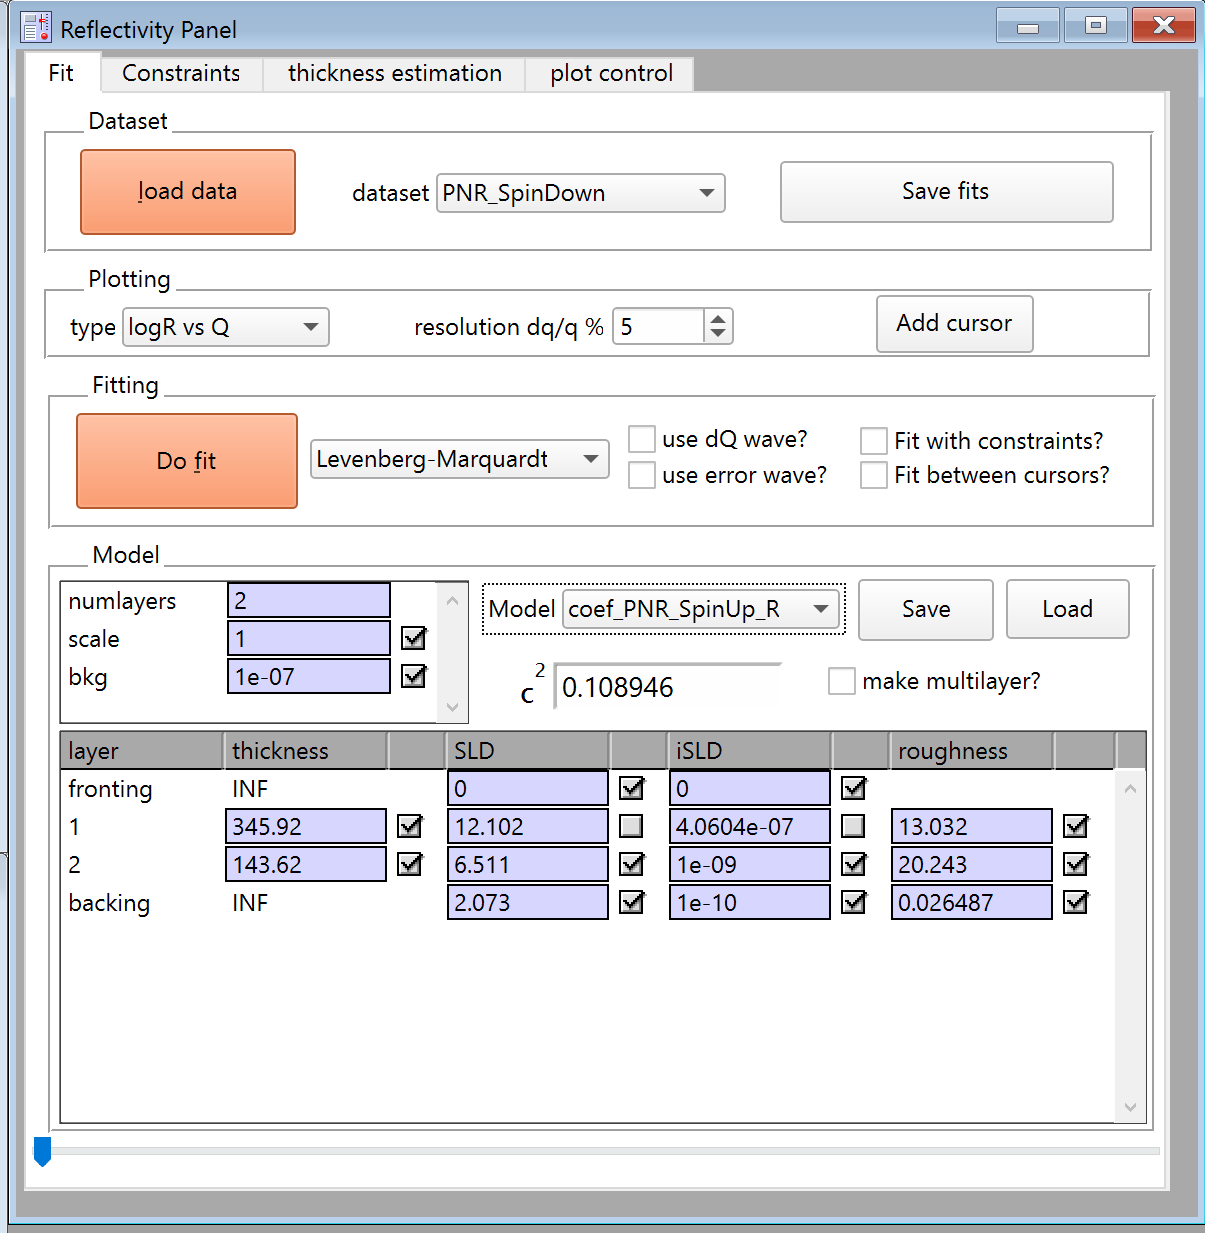 Reflectivity Panel
Fit Constraints thickness estimation plot control
Dataset
load data dataset PNR_SpinDown Save fits
Plotting
type logR vs Q resolution dq/q % 5 Add cursor
Fitting
Do fit Levenberg-Marquardt use dQ wave? Fit with constraints?
use error wave? Fit between cursors?
Model
numlayers 2 Model coef_PNR_SpinUp_R Save Load
scale 1
bkg 1e-07 c 2 0.108946 make multilayer?
layer thickness SLD iSLD roughness
fronting INF 0 0
1 345.92 12.102 4.0604e-07 13.032
2 143.62 6.511 1e-09 20.243
backing INF 2.073 1e-10 0.026487